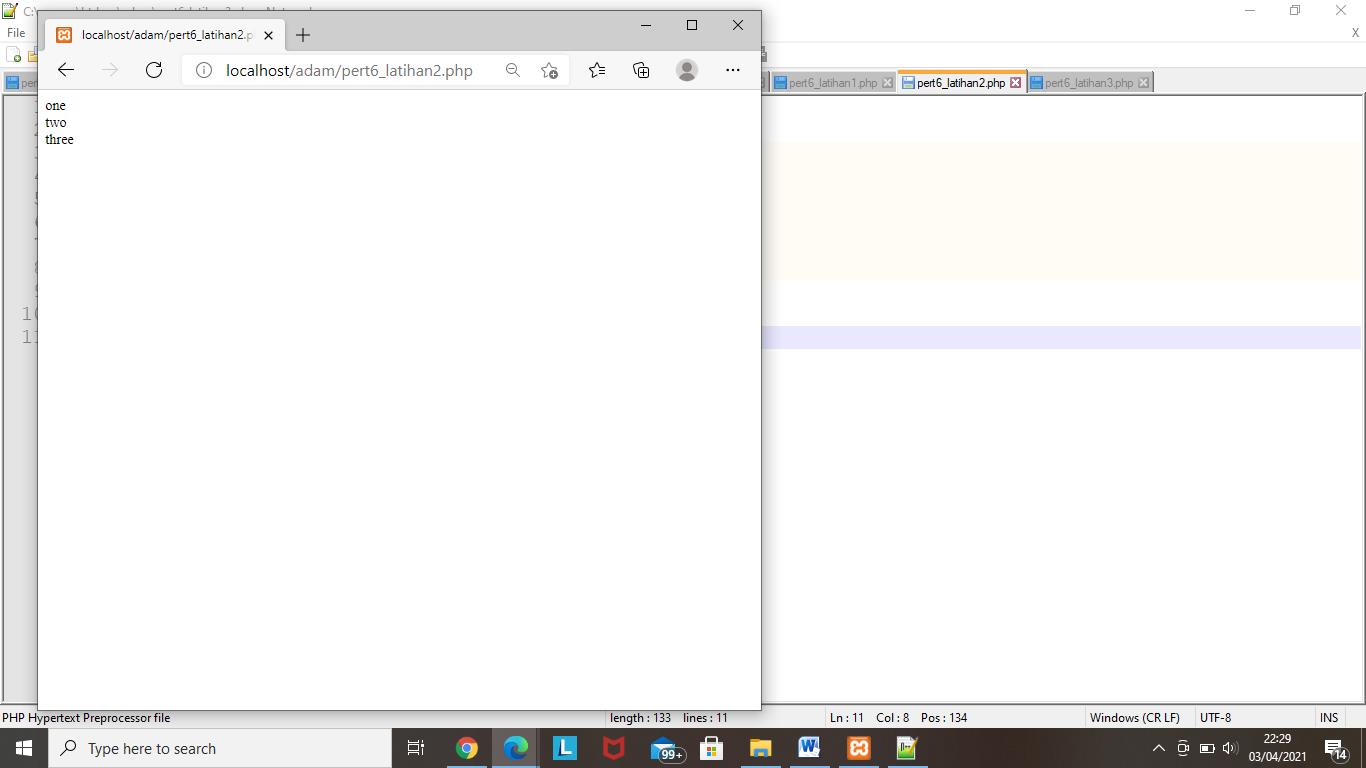 localhost/adam/pert6_latihan2.p
localhost/adam/pert6_latihan2.php
File
X
pert6_latihan1.php
pert6_latihan2.php
pert6_latihan3.php
one
two
three
10
11
PHP Hypertext Preprocessor file
length : 133 lines : 11
Ln : 11 Col : 8 Pos : 134
Windows (CR LF)
UTF-8
INS
Type here to search
L
W
99+
22:29
03/04/2021
14